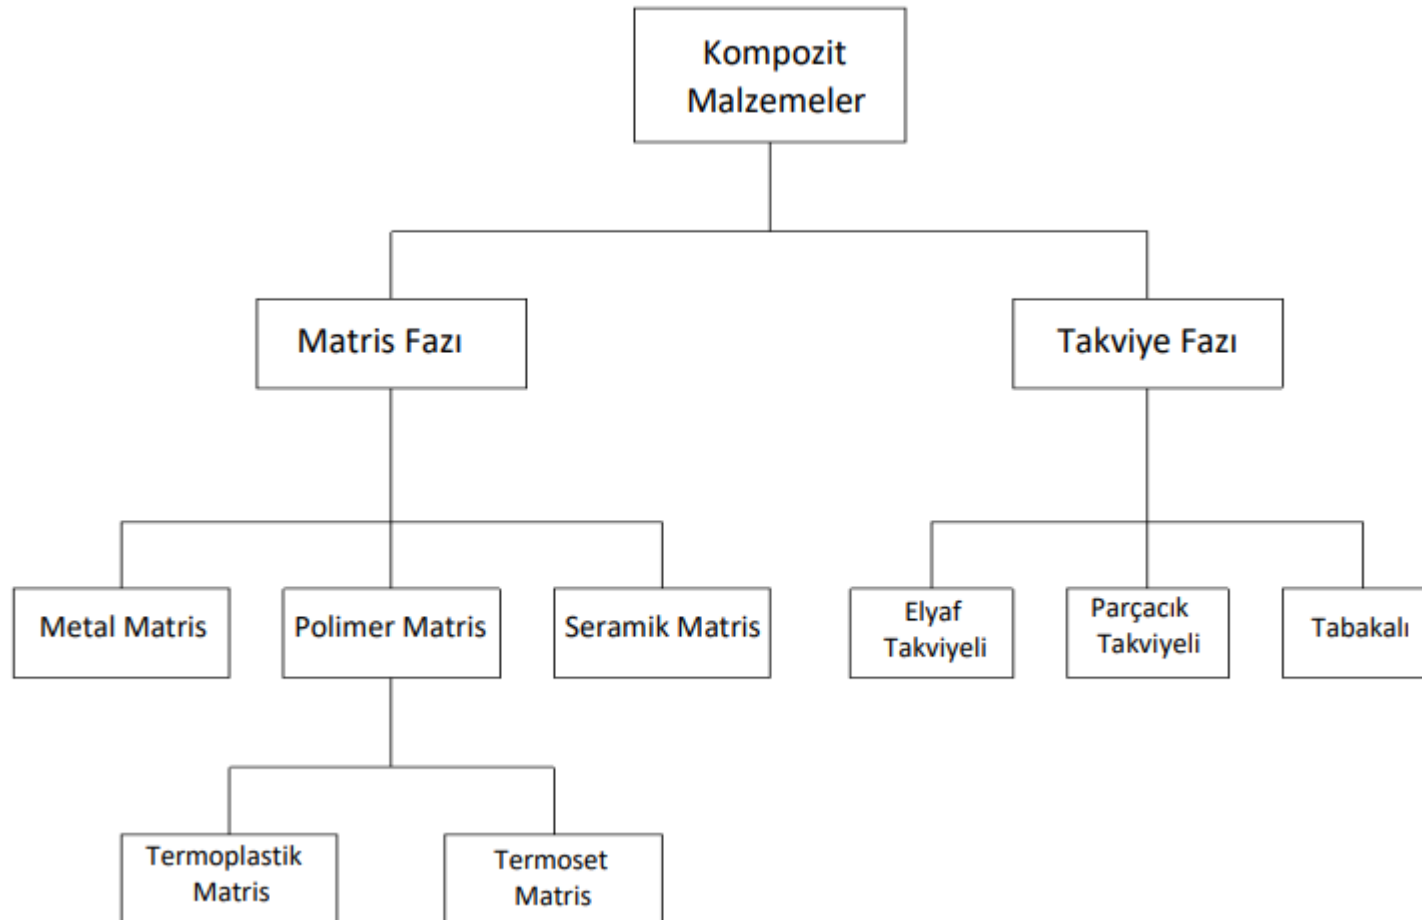 Kompozit
Malzemeler
Matris Fazı
Takviye Fazı
Metal Matris
Polimer Matris
Seramik Matris
Elyaf
Takviyeli
Parçacık
Takviyeli
Tabakalı
Termoplastik
Matris
Termoset
Matris